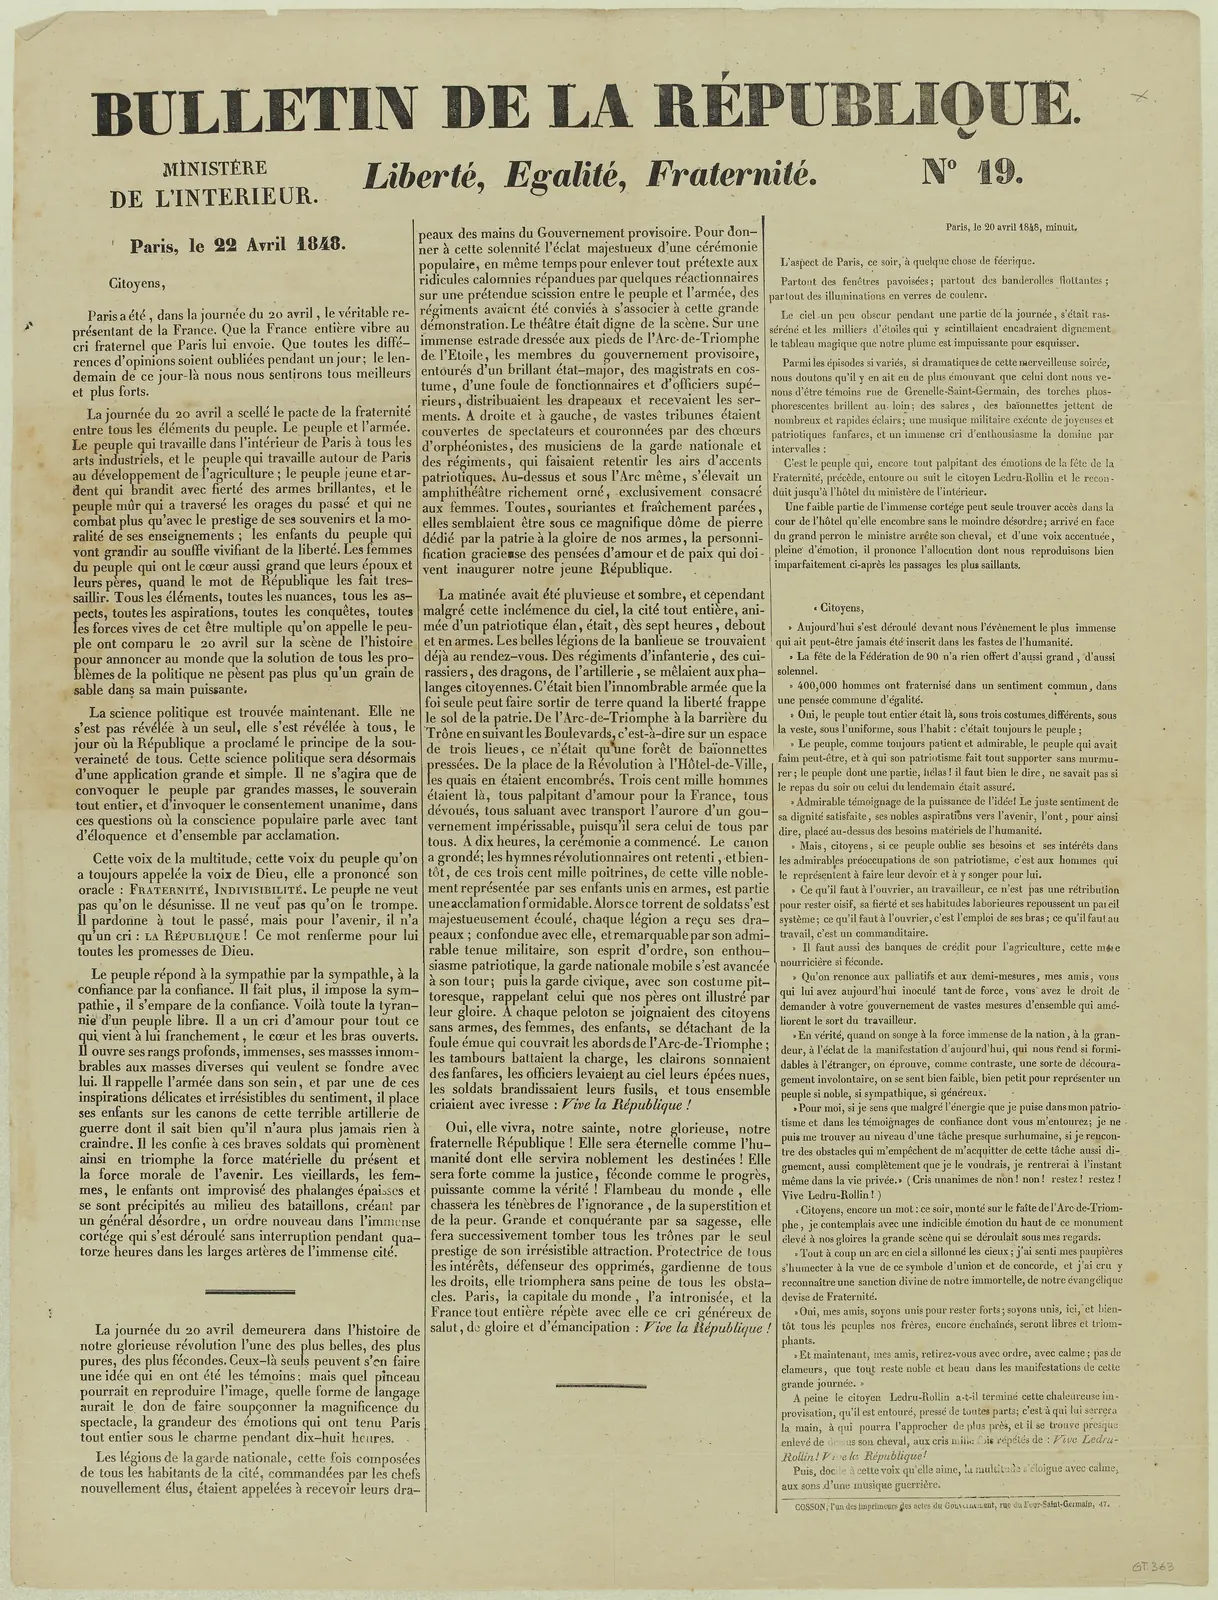 BULLETIN DE LA RÉPUBLIQUE.
MINISTÉRE
DE L'INTERIEUR.
Liberté, Egalité, Fraternité.
Nº 19.
Paris, le 22 Avril 1848.
Citoyens,
Paris a été, dans la journée du 20 avril, le véritable re-
présentant de la France. Que la France entière vibre au
cri fraternel que Paris lui envoie. Que toutes les diffé-
rences d'opinions soient oubliées pendant un jour; le len-
demain de ce jour-là nous nous sentirons tous meilleurs
et plus forts.
La journée du 20 avril a scellé le pacte de la fraternité
entre tous les éléments du peuple. Le peuple et l'armée.
Le peuple qui travaille dans l'intérieur de Paris à tous les
arts industriels, et le peuple qui travaille autour de Paris
au développement de l'agriculture; le peuple jeune et ar-
dent qui brandit avec fierté des armes brillantes, et le
peuple mûr qui a traversé les orages du passé et qui ne
combat plus qu'avec le prestige de ses souvenirs et la mo-
ralité de ses enseignements; les enfants du peuple qui
vont grandir au souffle vivifiant de la liberté. Les femmes
du peuple qui ont le cœur aussi grand que leurs époux et
leurs pères, quand le mot de République les fait tres-
saillir. Tous les éléments, toutes les nuances, tous les as-
pects, toutes les aspirations, toutes les conquêtes, toutes
les forces vives de cet être multiple qu'on appelle le peu-
ple ont comparu le 20 avril sur la scène de l'histoire
pour annoncer au monde que la solution de tous les pro-
blèmes de la politique ne pèsent pas plus qu'un grain de
sable dans sa main puissante.
La science politique est trouvée maintenant. Elle ne
s'est pas révélée à un seul, elle s'est révélée à tous, le
jour où la République a proclamé le principe de la sou-
veraineté de tous. Cette science politique sera désormais
d'une application grande et simple. Il ne s'agira que de
convoquer le peuple par grandes masses, le souverain
tout entier, et d'invoquer le consentement unanime, dans
ces questions où la conscience populaire parle avec tant
d'éloquence et d'ensemble par acclamation.
Cette voix de la multitude, cette voix du peuple qu'on
a toujours appelée la voix de Dieu, elle a prononcé son
oracle : FRATERNITÉ, INDIVISIBILITÉ. Le peuple ne veut
pas qu'on le désunisse. Il ne veut pas qu'on le trompe.
Il pardonne à tout le passé, mais pour l'avenir, il n'a
qu'un cri : LA RÉPUBLIQUE! Ce mot renferme pour lui
toutes les promesses de Dieu.
Le peuple répond à la sympathie par la sympathie, à la
confiance par la confiance. Il fait plus, il impose la sym-
pathie, il s'empare de la confiance. Voilà toute la tyran-
nie d'un peuple libre. Il a un cri d'amour pour tout ce
qui vient à lui franchement, le cœur et les bras ouverts.
Il ouvre ses rangs profonds, immenses, ses massses innom-
brables aux masses diverses qui veulent se fondre avec
lui. Il rappelle l'armée dans son sein, et par une de ces
inspirations délicates et irrésistibles du sentiment, il place
ses enfants sur les canons de cette terrible artillerie de
guerre dont il sait bien qu'il n'aura plus jamais rien à
craindre. Il les confie à ces braves soldats qui promènent
ainsi en triomphe la force matérielle du présent et
la force morale de l'avenir. Les vieillards, les fem-
mes, le enfants ont improvisé des phalanges épaisses et
se sont précipités au milieu des bataillons, créant par
un général désordre, un ordre nouveau dans l'immense
cortége qui s'est déroulé sans interruption pendant qua-
torze heures dans les larges artères de l'immense cité.
La journée du 20 avril demeurera dans l'histoire de
notre glorieuse révolution l'une des plus belles, des plus
pures, des plus fécondes. Ceux-là seuls peuvent s'en faire
une idée qui en ont été les témoins; mais quel pinceau
pourrait en reproduire l'image, quelle forme de langage
aurait le don de faire soupçonner la magnificence du
spectacle, la grandeur des émotions qui ont tenu Paris
tout entier sous le charme pendant dix-huit heures.
Les légions de la garde nationale, cette fois composées
de tous les habitants de la cité, commandées par les chefs
nouvellement élus, étaient appelées à recevoir leurs dra-
peaux des mains du Gouvernement provisoire. Pour don-
ner à cette solennité l'éclat majestueux d'une cérémonie
populaire, en même temps pour enlever tout prétexte aux
ridicules calomnies répandues par quelques réactionnaires
sur une prétendue scission entre le peuple et l'armée, des
régiments avaient été conviés à s'associer à cette grande
démonstration. Le théâtre était digne de la scène. Sur une
immense estrade dressée aux pieds de l'Arc-de-Triomphe
de l'Etoile, les membres du gouvernement provisoire,
entourés d'un brillant état-major, des magistrats en cos-
tume, d'une foule de fonctionnaires et d'officiers supé-
rieurs, distribuaient les drapeaux et recevaient les ser-
ments. A droite et à gauche, de vastes tribunes étaient
couvertes de spectateurs et couronnées par des chœurs
d'orphéonistes, des musiciens de la garde nationale et
des régiments, qui faisaient retentir les airs d'accents
patriotiques. Au-dessus et sous l'Arc même, s'élevait un
amphithéâtre richement orné, exclusivement consacré
aux femmes. Toutes, souriantes et fraîchement parées,
elles semblaient être sous ce magnifique dôme de pierre
dédié par la patrie à la gloire de nos armes, la personni-
fication gracieuse des pensées d'amour et de paix qui doi-
vent inaugurer notre jeune République.
La matinée avait été pluvieuse et sombre, et cependant
malgré cette inclémence du ciel, la cité tout entière, ani-
mée d'un patriotique élan, était, dès sept heures, debout
et en armes. Les belles légions de la banlieue se trouvaient
déjà au rendez-vous. Des régiments d'infanterie, des cui-
rassiers, des dragons, de l'artillerie, se mêlaient aux pha-
langes citoyennes. C'était bien l'innombrable armée que la
foi seule peut faire sortir de terre quand la liberté frappe
le sol de la patrie. De l'Arc-de-Triomphe à la barrière du
Trône en suivant les Boulevards, c'est-à-dire sur un espace
de trois lieues, ce n'était qu'une forêt de baïonnettes
pressées. De la place de la Révolution à l'Hôtel-de-Ville,
les quais en étaient encombrés. Trois cent mille hommes
étaient là, tous palpitant d'amour pour la France, tous
dévoués, tous saluant avec transport l'aurore d'un gou-
vernement impérissable, puisqu'il sera celui de tous par
tous. A dix heures, la cérémonie a commencé. Le canon
a grondé; les hymnes révolutionnaires ont retenti, et bien-
tôt, de ces trois cent mille poitrines, de cette ville noble-
ment représentée par ses enfants unis en armes, est partie
une acclamation formidable. Alors ce torrent de soldats s'est
majestueusement écoulé, chaque légion a reçu ses dra-
peaux; confondue avec elle, et remarquable par son admi-
rable tenue militaire, son esprit d'ordre, son enthou-
siasme patriotique, la garde nationale mobile s'est avancée
à son tour; puis la garde civique, avec son costume pit-
toresque, rappelant celui que nos pères ont illustré par
leur gloire. A chaque peloton se joignaient des citoyens
sans armes, des femmes, des enfants, se détachant de la
foule émue qui couvrait les abords de l'Arc-de-Triomphe;
les tambours battaient la charge, les clairons sonnaient
des fanfares, les officiers levaient au ciel leurs épées nues,
les soldats brandissaient leurs fusils, et tous ensemble
criaient avec ivresse : Vive la République!
Oui, elle vivra, notre sainte, notre glorieuse, notre
fraternelle République! Elle sera éternelle comme l'hu-
manité dont elle servira noblement les destinées! Elle
sera forte comme la justice, féconde comme le progrès,
puissante comme la vérité! Flambeau du monde, elle
chassera les ténèbres de l'ignorance, de la superstition et
de la peur. Grande et conquérante par sa sagesse, elle
fera successivement tomber tous les trônes par le seul
prestige de son irrésistible attraction. Protectrice de tous
les intérêts, défenseur des opprimés, gardienne de tous
les droits, elle triomphera sans peine de tous les obsta-
cles. Paris, la capitale du monde, l'a intronisée, et la
France tout entière répète avec elle ce cri généreux de
salut, de gloire et d'émancipation : Vive la République!
Paris, le 20 avril 1848, minuit.
L'aspect de Paris, ce soir, à quelque chose de féerique.
Partout des fenêtres pavoisées; partout des banderolles flottantes;
partout des illuminations en verres de couleur.
Le ciel un peu obscur pendant une partie de la journée, s'était ras-
séréné et les milliers d'étoiles qui y scintillaient encadraient dignement
le tableau magique que notre plume est impuissante pour esquisser.
Parmi les épisodes si variés, si dramatiques de cette merveilleuse soirée,
nous doutons qu'il y en ait eu de plus émouvant que celui dont nous ve-
nons d'être témoins rue de Grenelle-Saint-Germain, des torches phos-
phorescentes brillent au loin; des sabres, des baïonnettes jettent de
nombreux et rapides éclairs; une musique militaire exécute de joyeuses et
patriotiques fanfares, et un immense cri d'enthousiasme la domine par
intervalles :
C'est le peuple qui, encore tout palpitant des émotions de la fête de la
Fraternité, précède, entoure ou suit le citoyen Ledru-Rollin et le recon-
duit jusqu'à l'hôtel du ministère de l'intérieur.
Une faible partie de l'immense cortége peut seule trouver accès dans la
cour de l'hôtel qu'elle encombre sans le moindre désordre; arrivé en face
du grand perron le ministre arrête son cheval, et d'une voix accentuée,
pleine d'émotion, il prononce l'allocution dont nous reproduisons bien
imparfaitement ci-après les passages les plus saillants.
« Citoyens,
» Aujourd'hui s'est déroulé devant nous l'évènement le plus immense
qui ait peut-être jamais été inscrit dans les fastes de l'humanité.
» La fête de la Fédération de 90 n'a rien offert d'aussi grand, d'aussi
solennel.
» 400,000 hommes ont fraternisé dans un sentiment commun, dans
une pensée commune d'égalité.
» Oui, le peuple tout entier était là, sous trois costumes différents, sous
la veste, sous l'uniforme, sous l'habit : c'était toujours le peuple;
» Le peuple, comme toujours patient et admirable, le peuple qui avait
faim peut-être, et à qui son patriotisme fait tout supporter sans murmu-
rer; le peuple dont une partie, hélas! il faut bien le dire, ne savait pas si
le repas du soir ou celui du lendemain était assuré.
» Admirable témoignage de la puissance de l'idée! Le juste sentiment de
sa dignité satisfaite, ses nobles aspirations vers l'avenir, l'ont, pour ainsi
dire, placé au-dessus des besoins matériels de l'humanité.
» Mais, citoyens, si ce peuple oublie ses besoins et ses intérêts dans
les admirables préoccupations de son patriotisme, c'est aux hommes qui
le représentent à faire leur devoir et à y songer pour lui.
» Ce qu'il faut à l'ouvrier, au travailleur, ce n'est pas une rétribution
pour rester oisif, sa fierté et ses habitudes laborieures repoussent un pareil
système; ce qu'il faut à l'ouvrier, c'est l'emploi de ses bras; ce qu'il faut au
travail, c'est un commanditaire.
» Il faut aussi des banques de crédit pour l'agriculture, cette mère
nourricière si féconde.
» Qu'on renonce aux palliatifs et aux demi-mesures, mes amis, vous
qui lui avez aujourd'hui inoculé tant de force, vous avez le droit de
demander à votre gouvernement de vastes mesures d'ensemble qui amé-
liorent le sort du travailleur.
» En vérité, quand on songe à la force immense de la nation, à la gran-
deur, à l'éclat de la manifestation d'aujourd'hui, qui nous rend si formi-
dables à l'étranger, on éprouve, comme contraste, une sorte de découra-
gement involontaire, on se sent bien faible, bien petit pour représenter un
peuple si noble, si sympathique, si généreux.
» Pour moi, si je sens que malgré l'énergie que je puise dans mon patrio-
tisme et dans les témoignages de confiance dont vous m'entourez; je ne
puis me trouver au niveau d'une tâche presque surhumaine, si je rencon-
tre des obstacles qui m'empêchent de m'acquitter de cette tâche aussi di-
guement, aussi complètement que je le voudrais, je rentrerai à l'instant
même dans la vie privée. » (Cris unanimes de non! non! restez! restez!
Vive Ledru-Rollin!)
« Citoyens, encore un mot : ce soir, monté sur le faîte de l'Arc-de-Triom-
phe, je contemplais avec une indicible émotion du haut de ce monument
élevé à nos gloires la grande scène qui se déroulait sous mes regards.
» Tout à coup un arc en ciel a sillonné les cieux; j'ai senti mes paupières
s'humecter à la vue de ce symbole d'union et de concorde, et j'ai cru y
reconnaître une sanction divine de notre immortelle, de notre évangélique
devise de Fraternité.
» Oui, mes amis, soyons unis pour rester forts; soyons unis, ici, et bien-
tôt tous les peuples nos frères, encore enchaînés, seront libres et triom-
phants.
» Et maintenant, mes amis, retirez-vous avec ordre, avec calme; pas de
clameurs, que tout reste noble et beau dans les manifestations de cette
grande journée. »
A peine le citoyen Ledru-Rollin a-t-il terminé cette chaleureuse im-
provisation, qu'il est entouré, pressé de toutes parts; c'est à qui lui serrera
la main, à qui pourra l'approcher de plus près, et il se trouve presque
enlevé de dessus son cheval, aux cris mille fois répétés de : Vive Ledru-
Rollin! Vive la République!
Puis, docile à cette voix qu'elle aime, la multitude s'éloigne avec calme,
aux sons d'une musique guerrière.
COSSON, l'un des imprimeurs des actes du Gouvernement, rue du Four-Saint-Germain, 47.
GT. 363